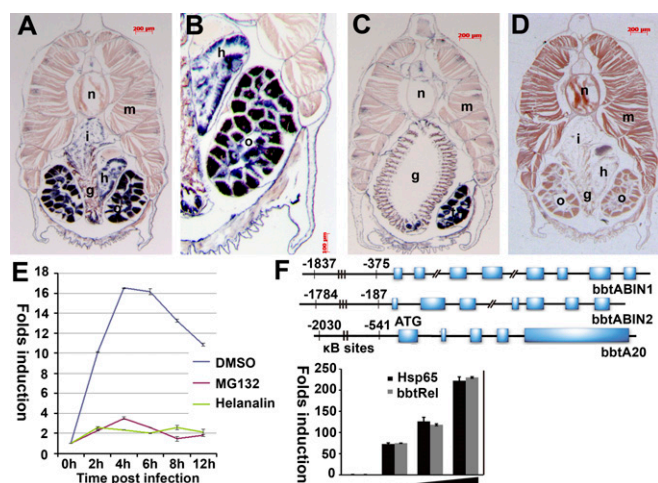 A
200 µm
n
m
i
h
g
B
h
o
200 µm
C
200 µm
n
m
g
D
200 µm
n
m
i
h
o
g
o
E
Folds induction
18
16
14
12
10
8
6
4
2
0
0h 2h 4h 6h 8h 12h
Time post infection
DMSO
MG132
Helanalin
F
-1837 -375
bbtABIN1
-1784 -187
bbtABIN2
-2030 -541 ATG
κB sites
bbtA20
Folds induction
250
200
150
100
50
0
Hsp65
bbtRel